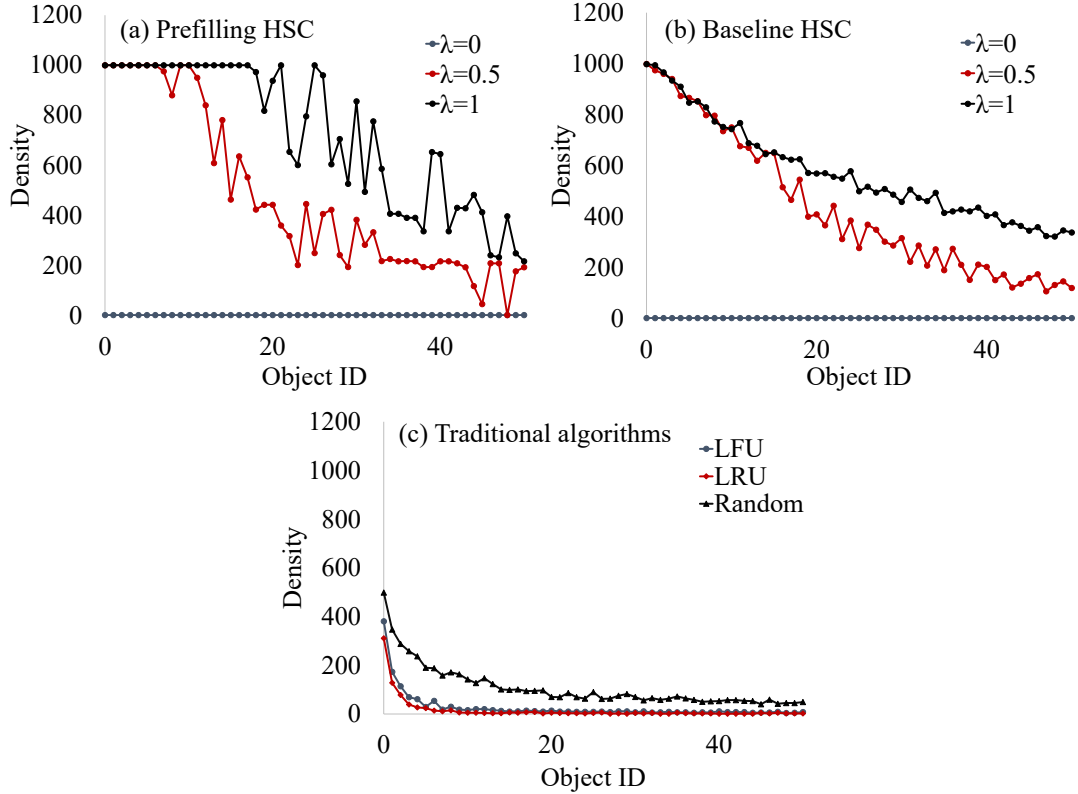 (a) Prefilling HSC
λ=0
λ=0.5
λ=1
Density
1200
1000
800
600
400
200
0
0 20 40
Object ID
(b) Baseline HSC
λ=0
λ=0.5
λ=1
Density
1200
1000
800
600
400
200
0
0 20 40
Object ID
(c) Traditional algorithms
LFU
LRU
Random
Density
1200
1000
800
600
400
200
0
0 20 40
Object ID